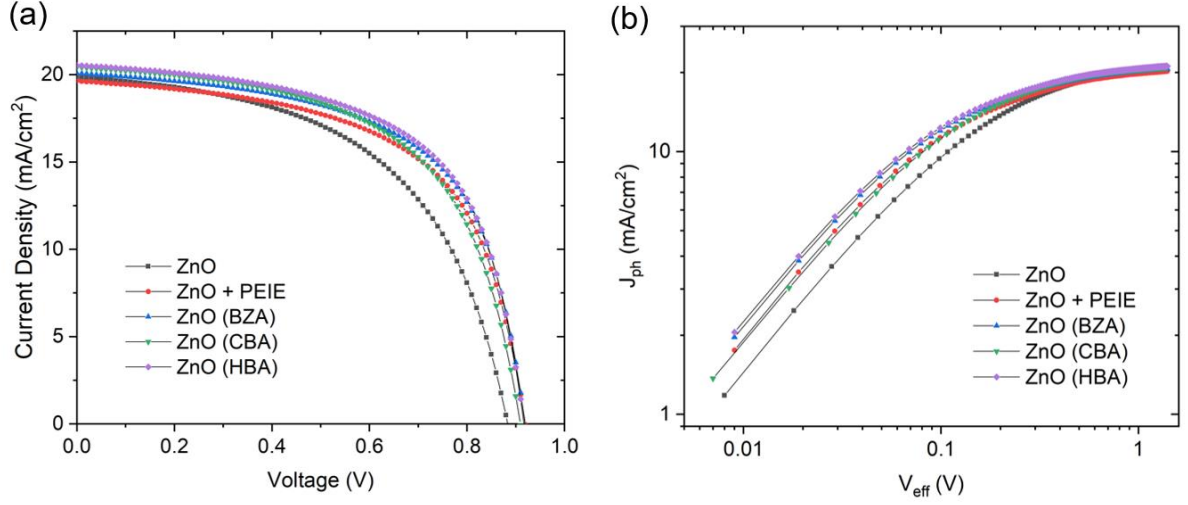 (a)
Current Density (mA/cm²)
20
15
10
5
0
ZnO
ZnO + PEIE
ZnO (BZA)
ZnO (CBA)
ZnO (HBA)
0.0 0.2 0.4 0.6 0.8 1.0
Voltage (V)
(b)
J_ph (mA/cm²)
10
1
ZnO
ZnO + PEIE
ZnO (BZA)
ZnO (CBA)
ZnO (HBA)
0.01 0.1 1
V_eff (V)